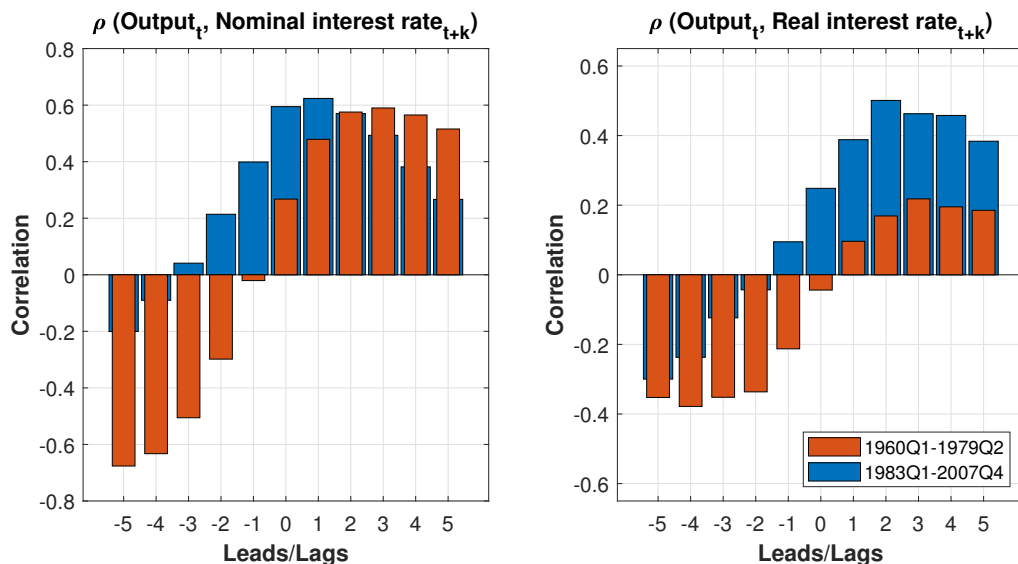 ρ (Output_t, Nominal interest rate_t+k)
0.8
0.6
0.4
0.2
0
-0.2
-0.4
-0.6
-0.8
Correlation
-5 -4 -3 -2 -1 0 1 2 3 4 5
Leads/Lags
ρ (Output_t, Real interest rate_t+k)
0.6
0.4
0.2
0
-0.2
-0.4
-0.6
Correlation
-5 -4 -3 -2 -1 0 1 2 3 4 5
Leads/Lags
1960Q1-1979Q2
1983Q1-2007Q4